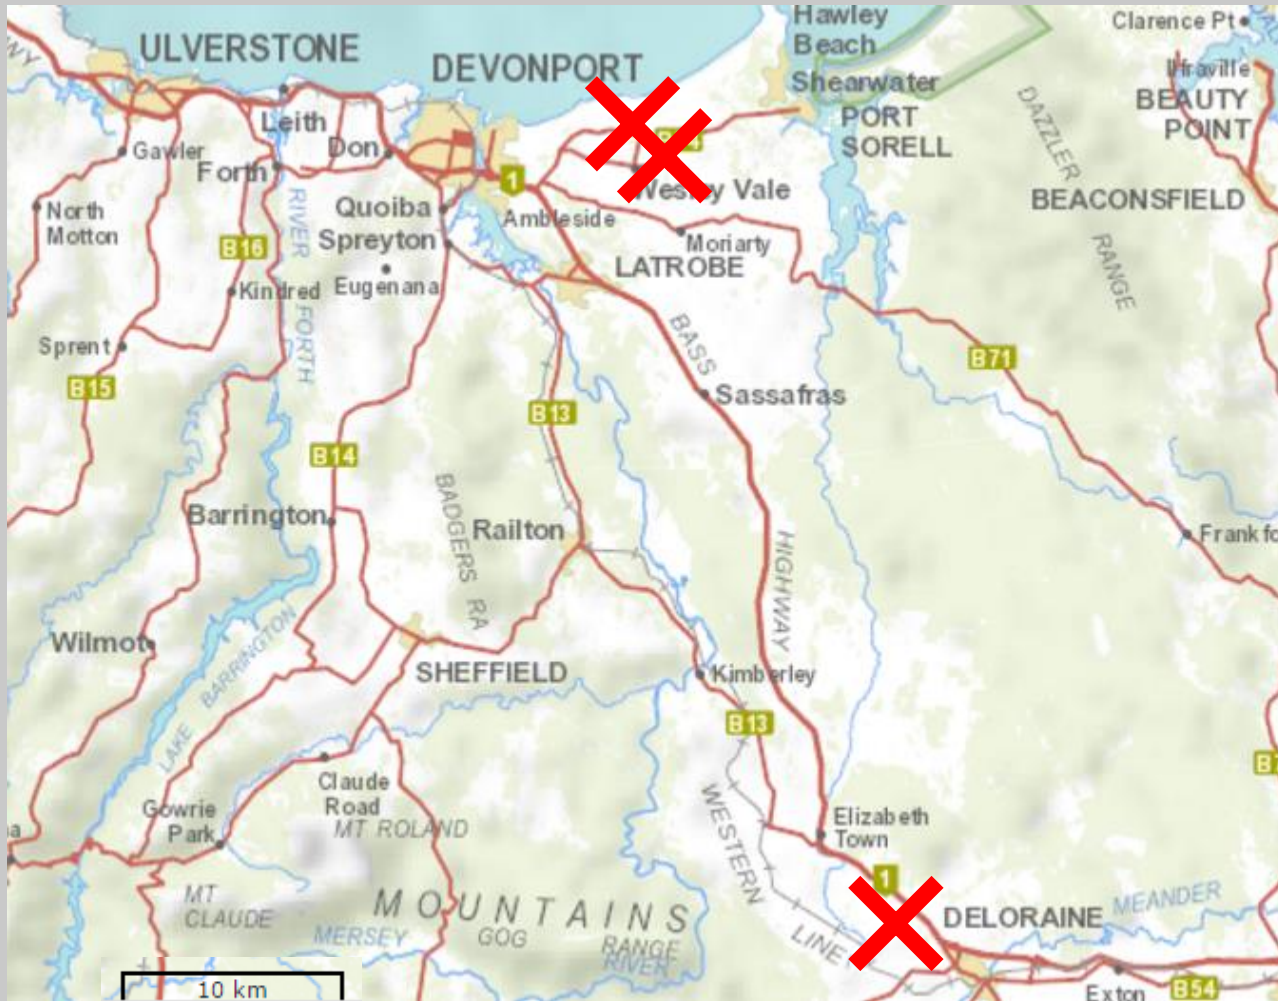 Hawley
Beach
Clarence Pt
ULVERSTONE
DEVONPORT
Shearwater
BEAUTY
POINT
Leith
PORT
SORELL
DAZZLER
RANGE
Gawler
Don
Forth
1
Wesley Vale
BEACONSFIELD
North
Motton
RIVER
FORTH
Quoiba
Ambleside
B16
Spreyton
Moriarty
LATROBE
Kindred
Eugenana
Sprent
BASS
HIGHWAY
B71
B15
Sassafras
B13
B14
BADGERS RA
Barrington
Railton
Wilmot
LAKE BARRINGTON
SHEFFIELD
Kimberley
B13
Claude
Road
Gowrie
Park
MT ROLAND
WESTERN
LINE
Elizabeth
Town
1
MT
CLAUDE
MOUNTAINS
GOG
RANGE
MERSEY
RIVER
DELORAINE
MEANDER
10 km
Exton
B54